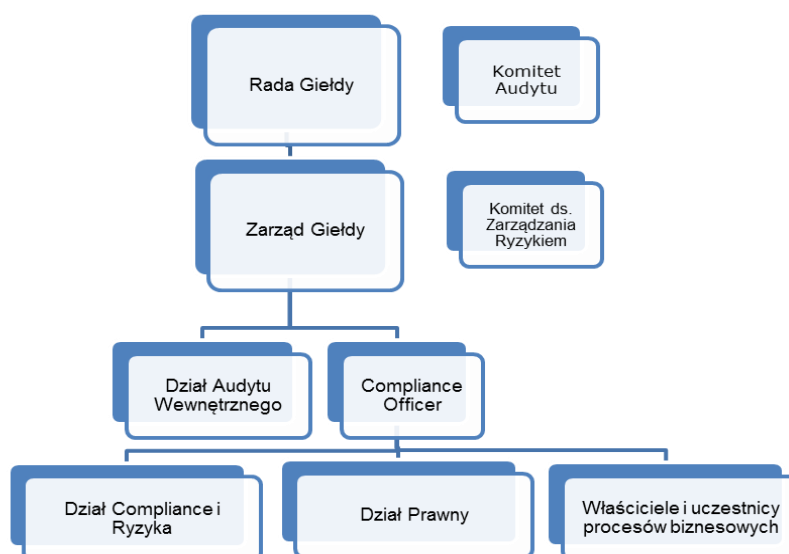 Rada Giełdy
Komitet
Audytu
Zarząd Giełdy
Komitet ds.
Zarządzania
Ryzykiem
Dział Audytu
Wewnętrznego
Compliance
Officer
Dział Compliance i
Ryzyka
Dział Prawny
Właściciele i uczestnicy
procesów biznesowych